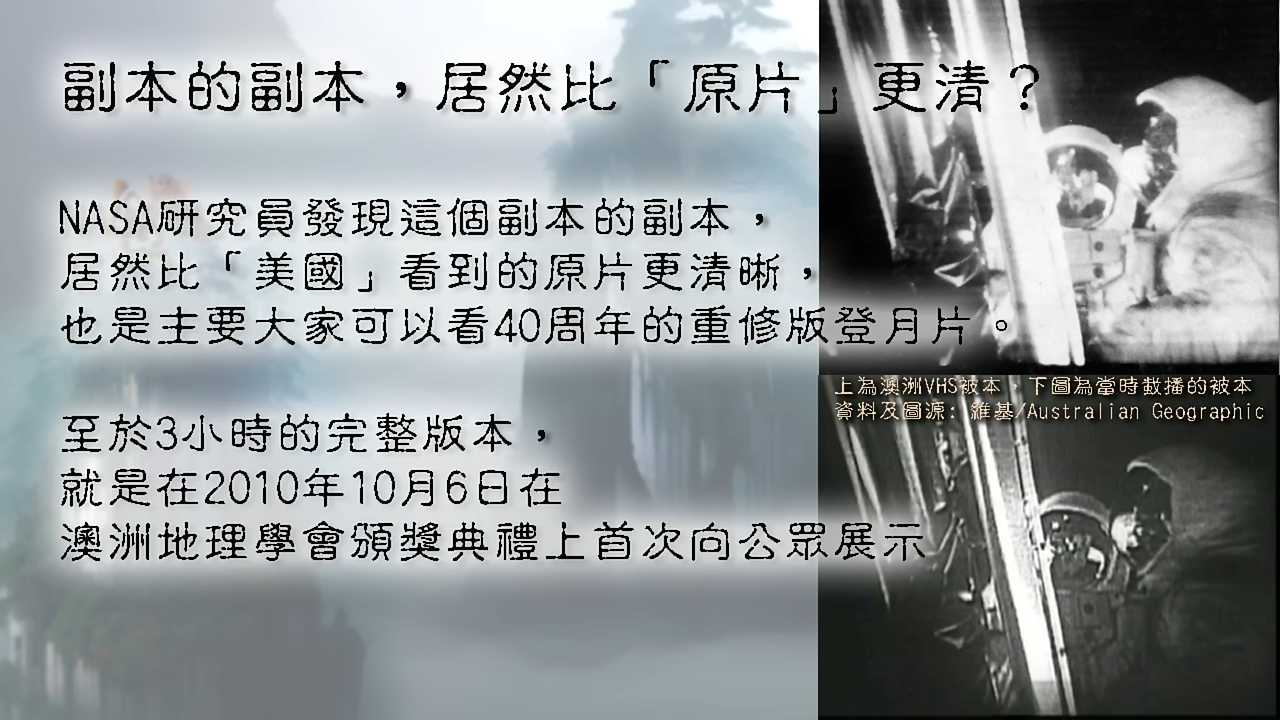 副本的副本，居然比「原片」更清？
NASA研究員發現這個副本的副本，
居然比「美國」看到的原片更清晰，
也是主要大家可以看40周年的重修版登月片。
至於3小時的完整版本，
就是在2010年10月6日在
澳洲地理學會頒獎典禮上首次向公眾展示
上為澳洲VHS被本，下圖為當時截播的被本
資料及圖源: 維基/Australian Geographic